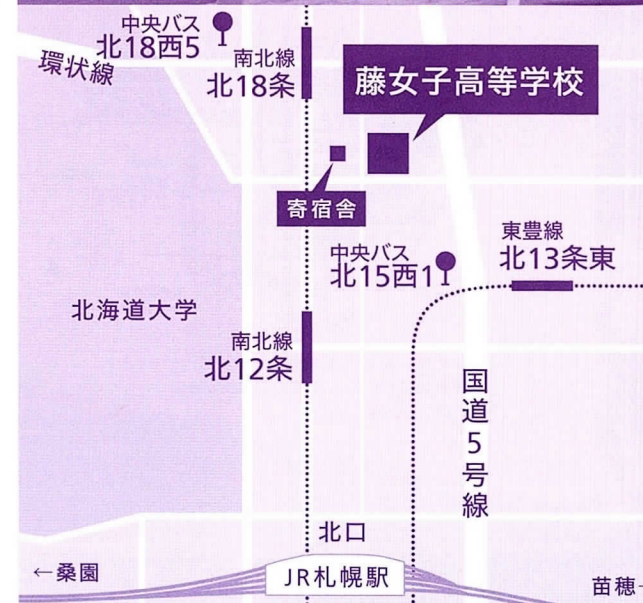 中央バス
北18西5
環状線
南北線
北18条
藤女子高等学校
寄宿舎
中央バス
北15西1
東豊線
北13条東
北海道大学
南北線
北12条
国道5号線
北口
←桑園
JR札幌駅
苗穂